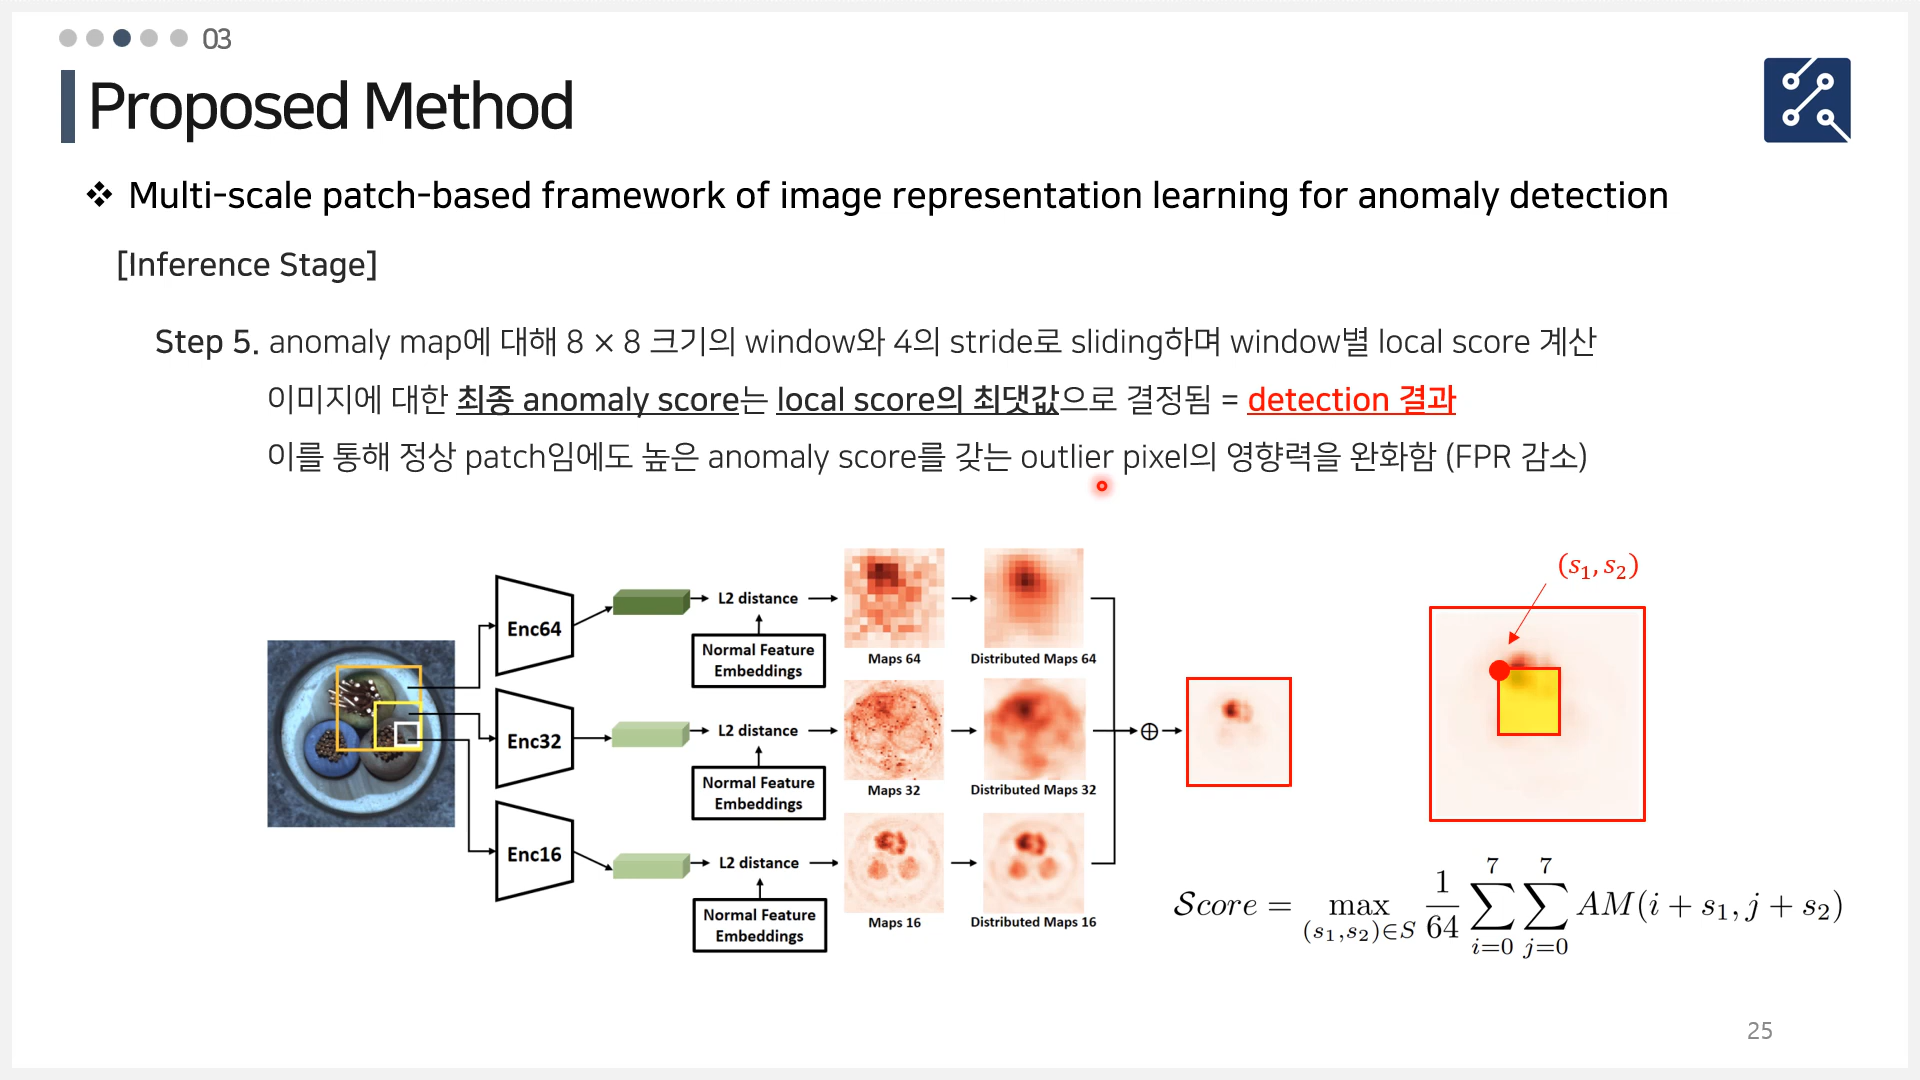 03
Proposed Method
❖ Multi-scale patch-based framework of image representation learning for anomaly detection
[Inference Stage]
Step 5. anomaly map에 대해 8 × 8 크기의 window와 4의 stride로 sliding하며 window별 local score 계산
이미지에 대한 최종 anomaly score는 local score의 최댓값으로 결정됨 = detection 결과
이를 통해 정상 patch임에도 높은 anomaly score를 갖는 outlier pixel의 영향력을 완화함 (FPR 감소)
Enc64
L2 distance
Normal Feature
Embeddings
Maps 64
Distributed Maps 64
Enc32
L2 distance
Normal Feature
Embeddings
Maps 32
Distributed Maps 32
Enc16
L2 distance
Normal Feature
Embeddings
Maps 16
Distributed Maps 16
⊕
(s₁, s₂)
𝒮core = max_{(s₁,s₂)∈S} 1/64 ∑_{i=0}^{7} ∑_{j=0}^{7} AM(i + s₁, j + s₂)
25